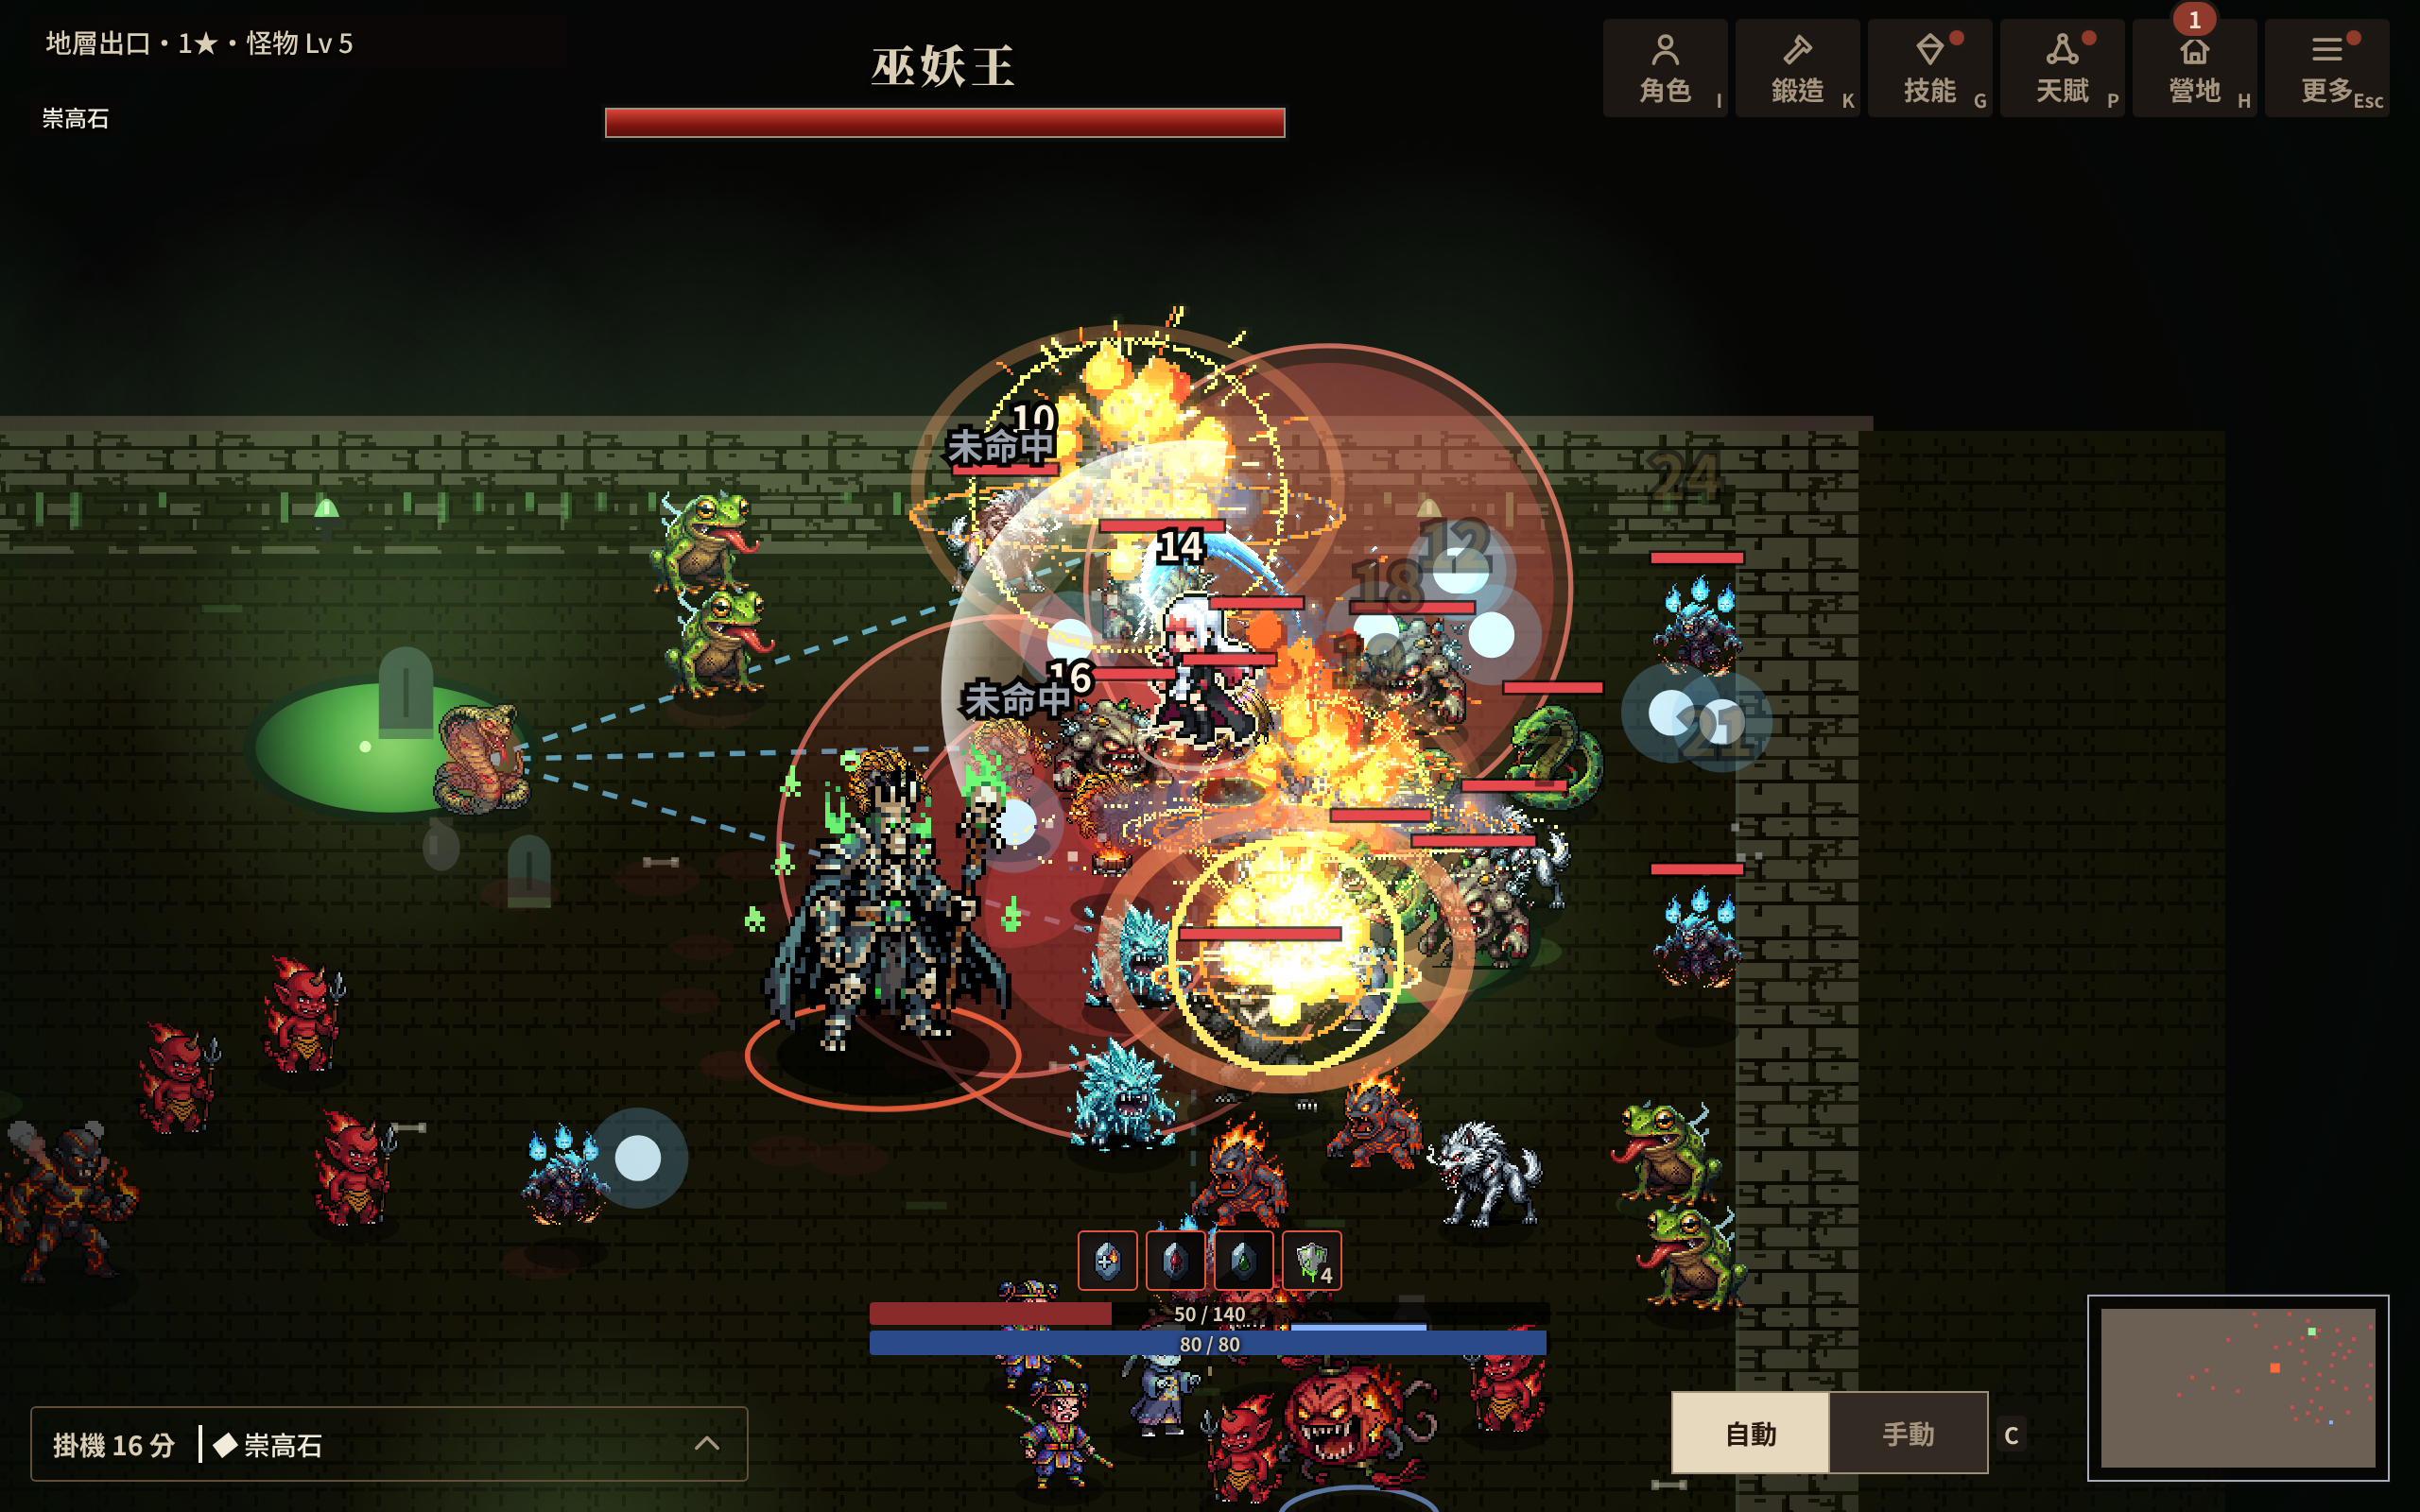 地層出口・1★・怪物 Lv 5
崇高石
巫妖王
角色 I
鍛造 K
技能 G
天賦 P
1
營地 H
更多 Esc
10
未命中
24
14
12
18
16
未命中
21
4
50 / 140
80 / 80
掛機 16 分
崇高石
自動
手動
C